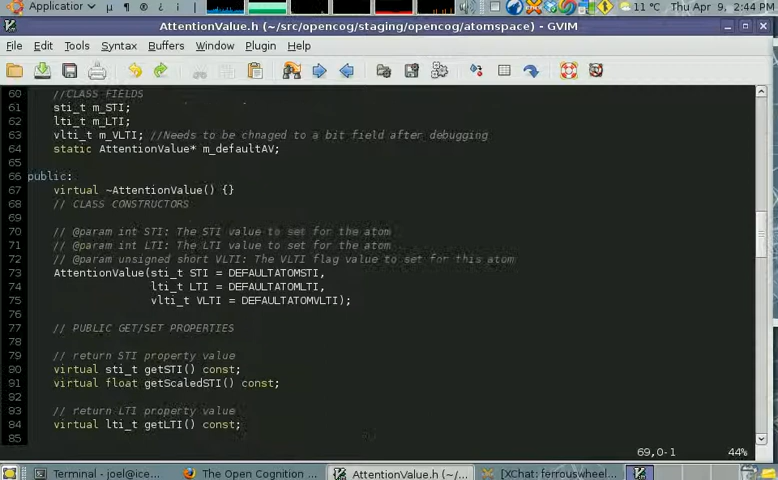 Applicatior
11 °C Thu Apr 9, 2:44 PM
AttentionValue.h (~/src/opencog/staging/opencog/atomspace) - GVIM
File Edit Tools Syntax Buffers Window Plugin Help
60 //CLASS FIELDS
61 sti_t m_STI;
62 lti_t m_LTI;
63 vlti_t m_VLTI; //Needs to be chnaged to a bit field after debugging
64 static AttentionValue* m_defaultAV;
65
66 public:
67 virtual ~AttentionValue() {}
68 // CLASS CONSTRUCTORS
69
70 // @param int STI: The STI value to set for the atom
71 // @param int LTI: The LTI value to set for the atom
72 // @param unsigned short VLTI: The VLTI flag value to set for this atom
73 AttentionValue(sti_t STI = DEFAULTATOMSTI,
74 lti_t LTI = DEFAULTATOMLTI,
75 vlti_t VLTI = DEFAULTATOMVLTI);
76
77 // PUBLIC GET/SET PROPERTIES
78
79 // return STI property value
80 virtual sti_t getSTI() const;
91 virtual float getScaledSTI() const;
82
93 // return LTI property value
84 virtual lti_t getLTI() const;
85
69,0-1 44%
Terminal - joel@ice... The Open Cognition ... AttentionValue.h (~/... [XChat: ferrouswheel...